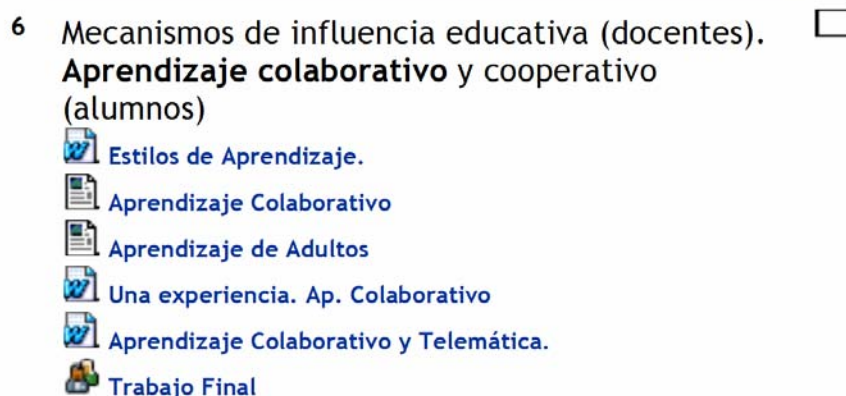 6 Mecanismos de influencia educativa (docentes).
Aprendizaje colaborativo y cooperativo
(alumnos)
Estilos de Aprendizaje.
Aprendizaje Colaborativo
Aprendizaje de Adultos
Una experiencia. Ap. Colaborativo
Aprendizaje Colaborativo y Telemática.
Trabajo Final